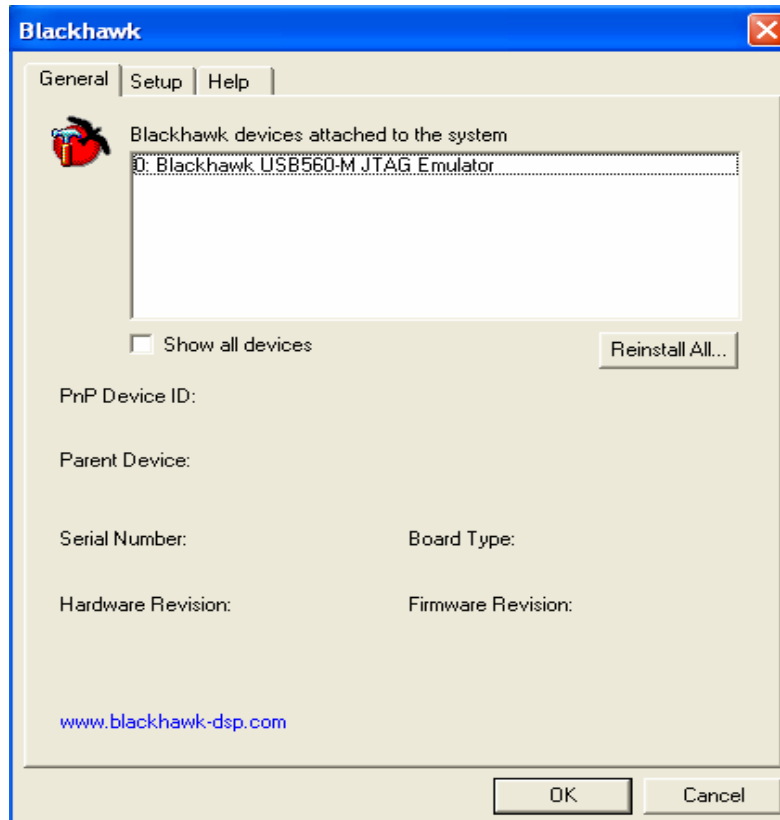 Blackhawk
General Setup Help
Blackhawk devices attached to the system
0: Blackhawk USB560-M JTAG Emulator
Show all devices
Reinstall All...
PnP Device ID:
Parent Device:
Serial Number: Board Type:
Hardware Revision: Firmware Revision:
www.blackhawk-dsp.com
OK Cancel